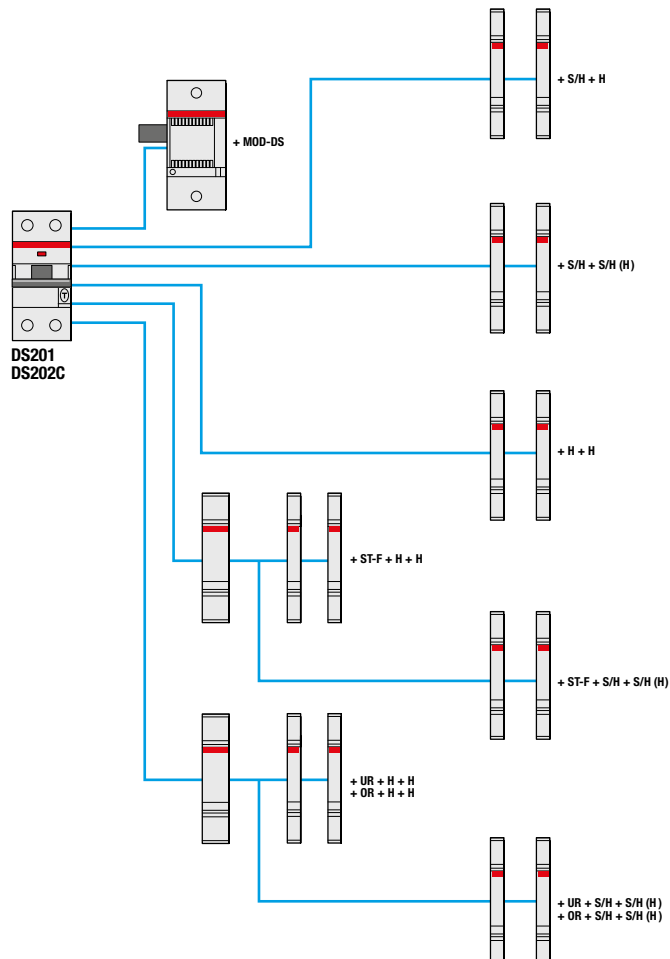 + S/H + H
+ MOD-DS
+ S/H + S/H (H)
T
DS201
DS202C
+ H + H
+ ST-F + H + H
+ ST-F + S/H + S/H (H)
+ UR + H + H
+ OR + H + H
+ UR + S/H + S/H (H)
+ OR + S/H + S/H (H)